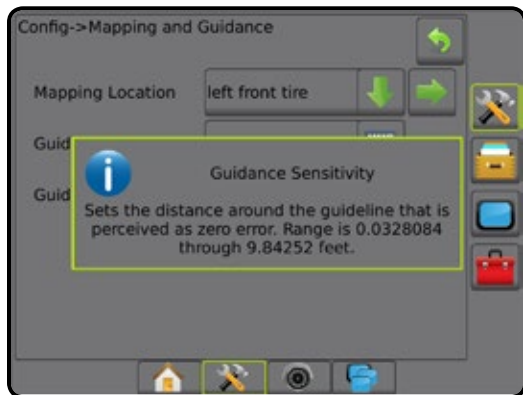 Config->Mapping and Guidance
Mapping Location
left front tire
Guid
Guidance Sensitivity
Guid
Sets the distance around the guideline that is
perceived as zero error. Range is 0.0328084
through 9.84252 feet.